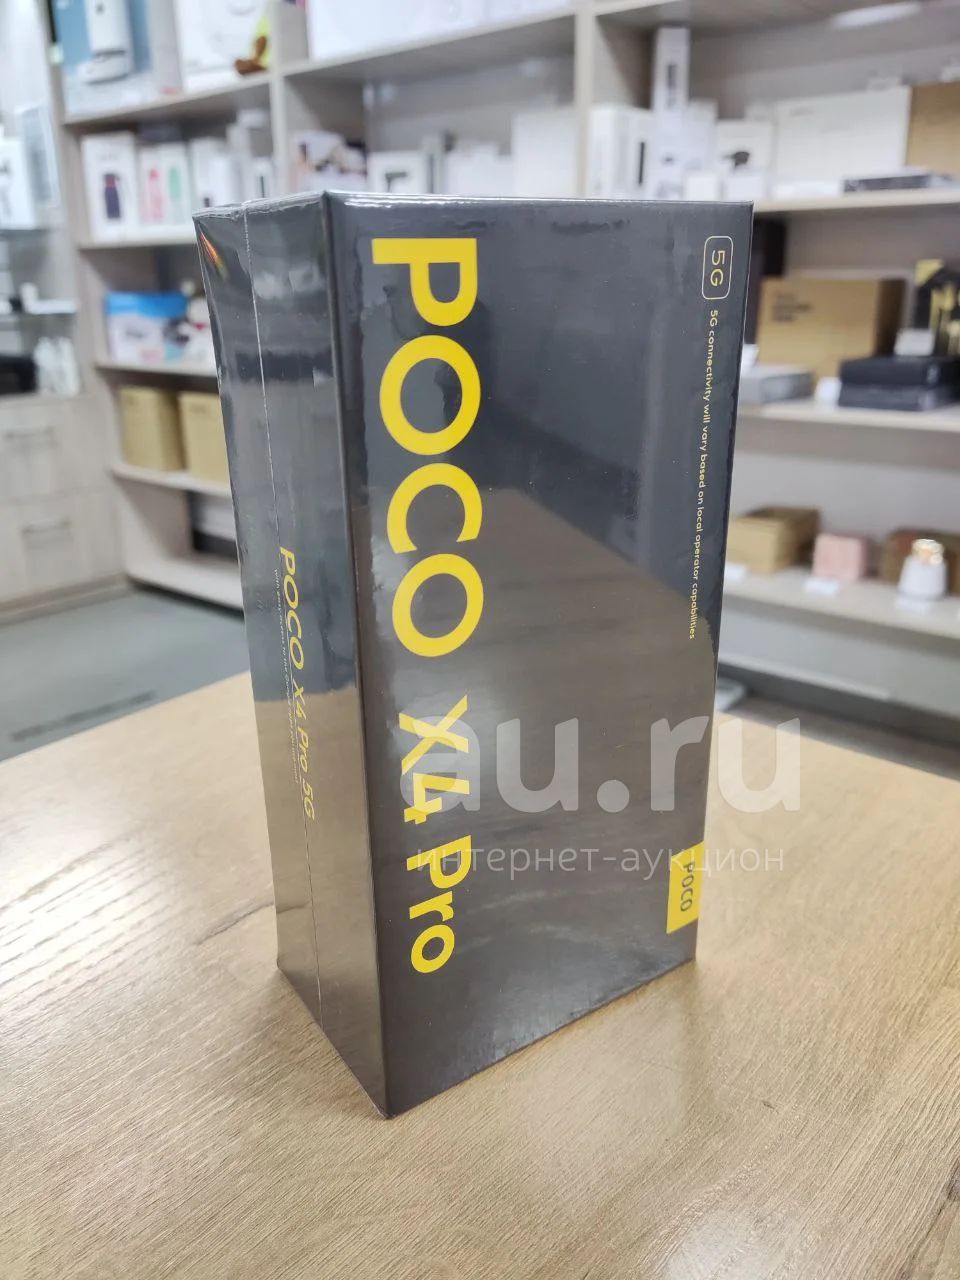 POCO X4 Pro
5G
5G connectivity will vary based on local operator capabilities
POCO
POCO X4 Pro 5G
au.ru
интернет-аукцион